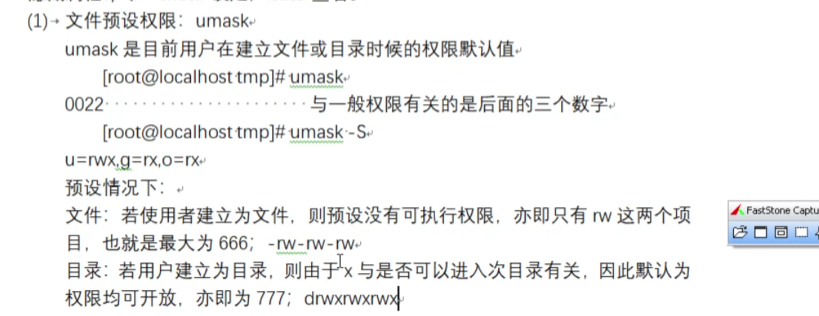 (1) 文件预设权限：umask
umask 是目前用户在建立文件或目录时候的权限默认值
[root@localhost tmp]# umask
0022 与一般权限有关的是后面的三个数字
[root@localhost tmp]# umask -S
u=rwx,g=rx,o=rx
预设情况下：
文件：若使用者建立为文件，则预设没有可执行权限，亦即只有 rw 这两个项
目，也就是最大为 666；-rw-rw-rw
目录：若用户建立为目录，则由于 x 与是否可以进入次目录有关，因此默认为
权限均可开放，亦即为 777；drwxrwxrwx
FastStone Captu